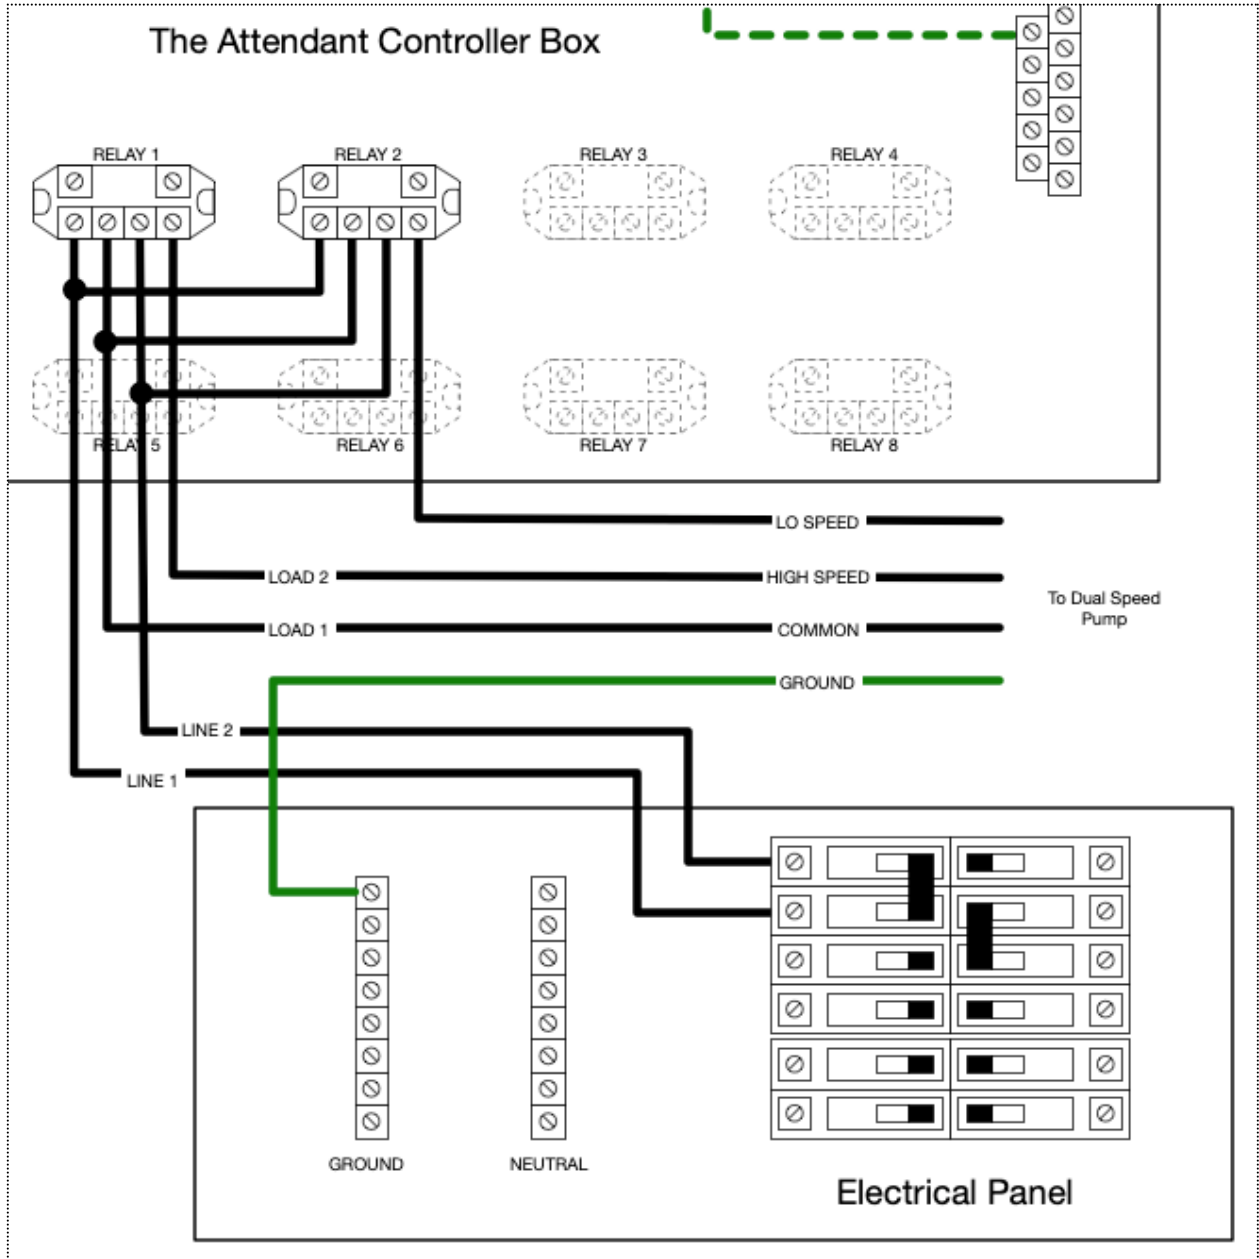 The Attendant Controller Box
RELAY 1
RELAY 2
RELAY 3
RELAY 4
RELAY 5
RELAY 6
RELAY 7
RELAY 8
LO SPEED
LOAD 2
HIGH SPEED
To Dual Speed
Pump
LOAD 1
COMMON
GROUND
LINE 2
LINE 1
GROUND
NEUTRAL
Electrical Panel